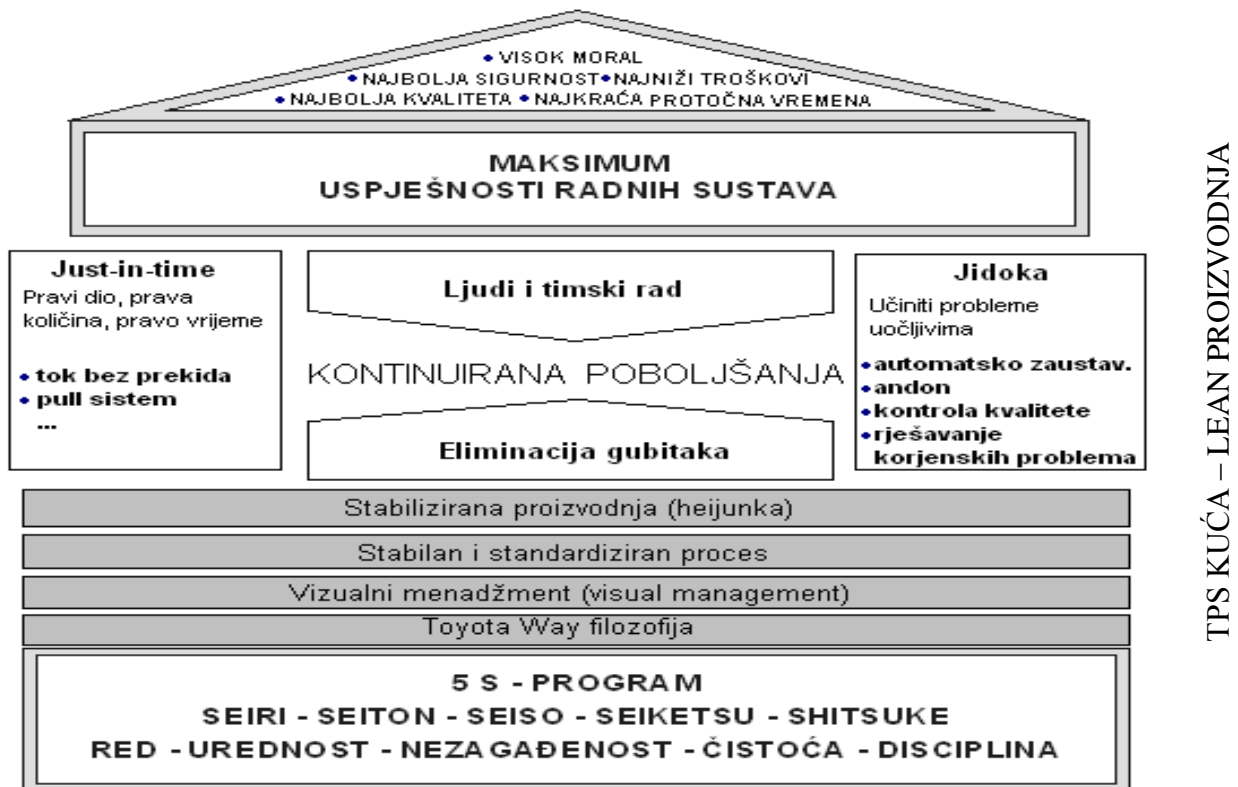 • VISOK MORAL
• NAJBOLJA SIGURNOST • NAJNIŽI TROŠKOVI
• NAJBOLJA KVALITETA • NAJKRAĆA PROTOČNA VREMENA
MAKSIMUM
USPJEŠNOSTI RADNIH SUSTAVA
Just-in-time
Pravi dio, prava
količina, pravo vrijeme
• tok bez prekida
• pull sistem
...
Ljudi i timski rad
KONTINUIRANA POBOLJŠANJA
Eliminacija gubitaka
Jidoka
Učiniti probleme
uočljivima
• automatsko zaustav.
• andon
• kontrola kvalitete
• rješavanje
korjenskih problema
Stabilizirana proizvodnja (heijunka)
Stabilan i standardiziran proces
Vizualni menadžment (visual management)
Toyota Way filozofija
5 S - PROGRAM
SEIRI - SEITON - SEISO - SEIKETSU - SHITSUKE
RED - UREDNOST - NEZAGAĐENOST - ČISTOĆA - DISCIPLINA
TPS KUĆA – LEAN PROIZVODNJA